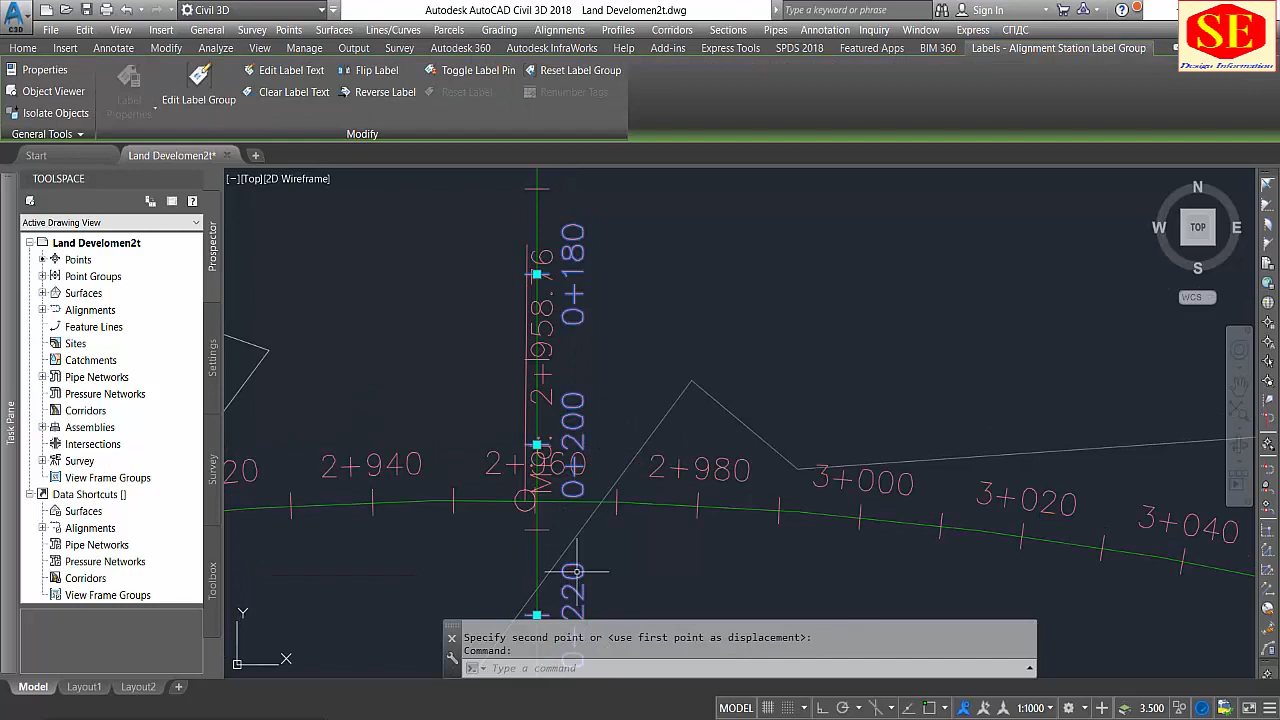 Civil 3D
Autodesk AutoCAD Civil 3D 2018 Land Develomen2t.dwg
Type a keyword or phrase
Sign In
C3D
File Edit View Insert General Survey Points Surfaces Lines/Curves Parcels Grading Alignments Profiles Corridors Sections Pipes Annotation Inquiry Window Express СПДС
Home Insert Annotate Modify Analyze View Manage Output Survey Autodesk 360 Autodesk InfraWorks Help Add-ins Express Tools SPDS 2018 Featured Apps BIM 360 Labels - Alignment Station Label Group
SE
Design Information
Properties
Object Viewer
Isolate Objects
General Tools
Label Properties
Edit Label Group
Edit Label Text
Clear Label Text
Flip Label
Reverse Label
Reset Label
Renumber Tags
Modify
Start
Land Develomen2t*
TOOLSPACE
Active Drawing View
Land Develomen2t
Points
Point Groups
Surfaces
Alignments
Feature Lines
Sites
Catchments
Pipe Networks
Pressure Networks
Corridors
Assemblies
Intersections
Survey
View Frame Groups
Data Shortcuts []
Surfaces
Alignments
Pipe Networks
Pressure Networks
Corridors
View Frame Groups
Task Pane
Prospector
Settings
Survey
Toolbox
[−][Top][2D Wireframe]
N
W TOP E
S
WCS
0+180
2+958.76
0+200
0+220
20
2+940
2+960
2+980
3+000
3+020
3+040
Y
X
Specify second point or <use first point as displacement>:
Command:
Type a command
Model Layout1 Layout2
MODEL
1:1000
3.500